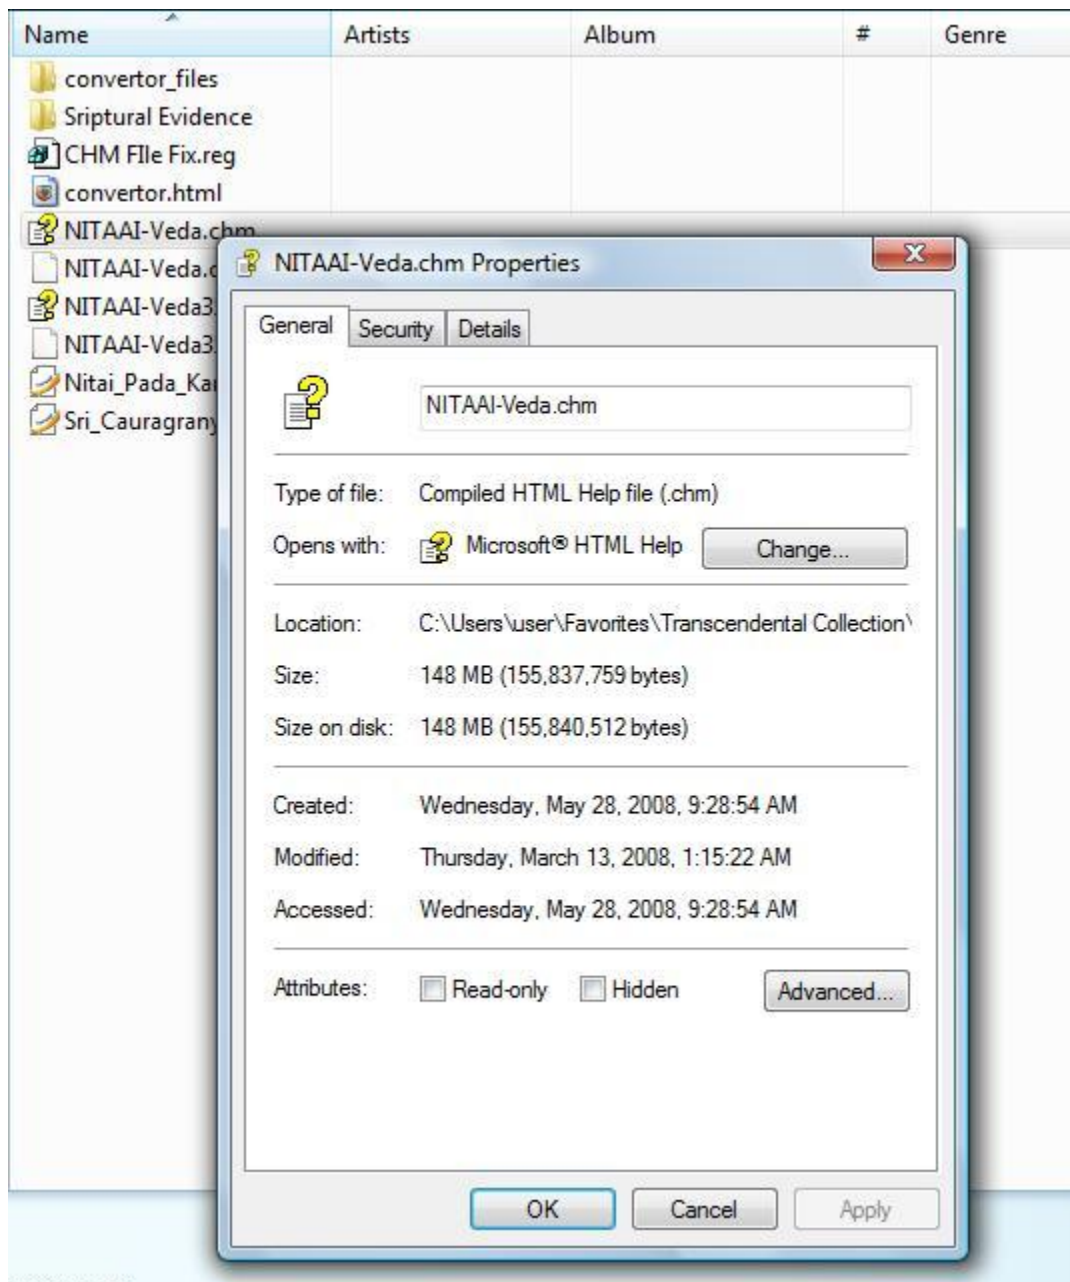 Name Artists Album # Genre
convertor_files
Sriptural Evidence
CHM FIle Fix.reg
convertor.html
NITAAI-Veda.chm
NITAAI-Veda.c
NITAAI-Veda3.
NITAAI-Veda3.
Nitai_Pada_Ka
Sri_Cauragrany
NITAAI-Veda.chm Properties
General Security Details
NITAAI-Veda.chm
Type of file: Compiled HTML Help file (.chm)
Opens with: Microsoft® HTML Help Change...
Location: C:\Users\user\Favorites\Transcendental Collection\
Size: 148 MB (155,837,759 bytes)
Size on disk: 148 MB (155,840,512 bytes)
Created: Wednesday, May 28, 2008, 9:28:54 AM
Modified: Thursday, March 13, 2008, 1:15:22 AM
Accessed: Wednesday, May 28, 2008, 9:28:54 AM
Attributes: Read-only Hidden Advanced...
OK Cancel Apply